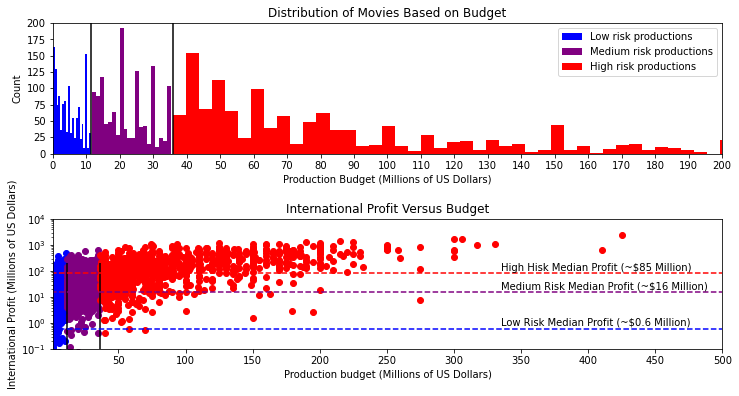 Distribution of Movies Based on Budget
200
175
150
125
100
75
50
25
0
Count
Low risk productions
Medium risk productions
High risk productions
0 10 20 30 40 50 60 70 80 90 100 110 120 130 140 150 160 170 180 190 200
Production Budget (Millions of US Dollars)
International Profit Versus Budget
10^4
10^3
10^2
10^1
10^0
10^-1
International Profit (Millions of US Dollars)
High Hisk Median Profit (~$85 Million)
Medium Risk Median Profit (~$16 Million)
Low Risk Median Profit (~$0.6 Million)
50 100 150 200 250 300 350 400 450 500
Production budget (Millions of US Dollars)